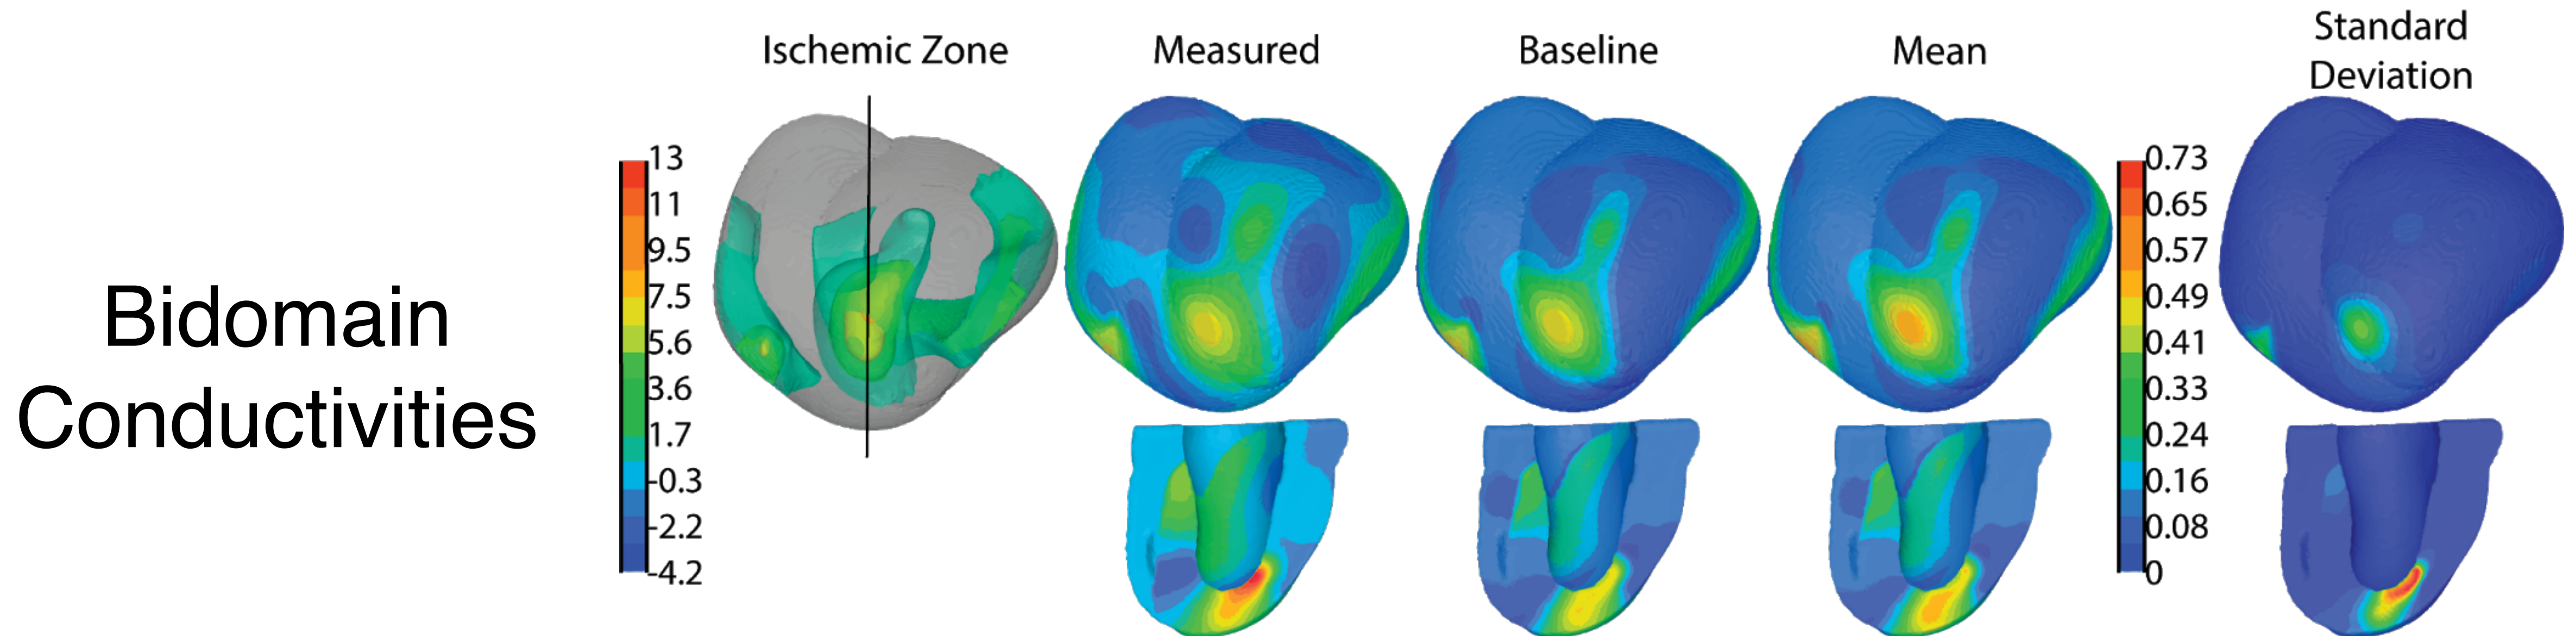 Bidomain
Conductivities
Ischemic Zone
Measured
Baseline
Mean
Standard
Deviation
13
11
9.5
7.5
5.6
3.6
1.7
-0.3
-2.2
-4.2
0.73
0.65
0.57
0.49
0.41
0.33
0.24
0.16
0.08
0